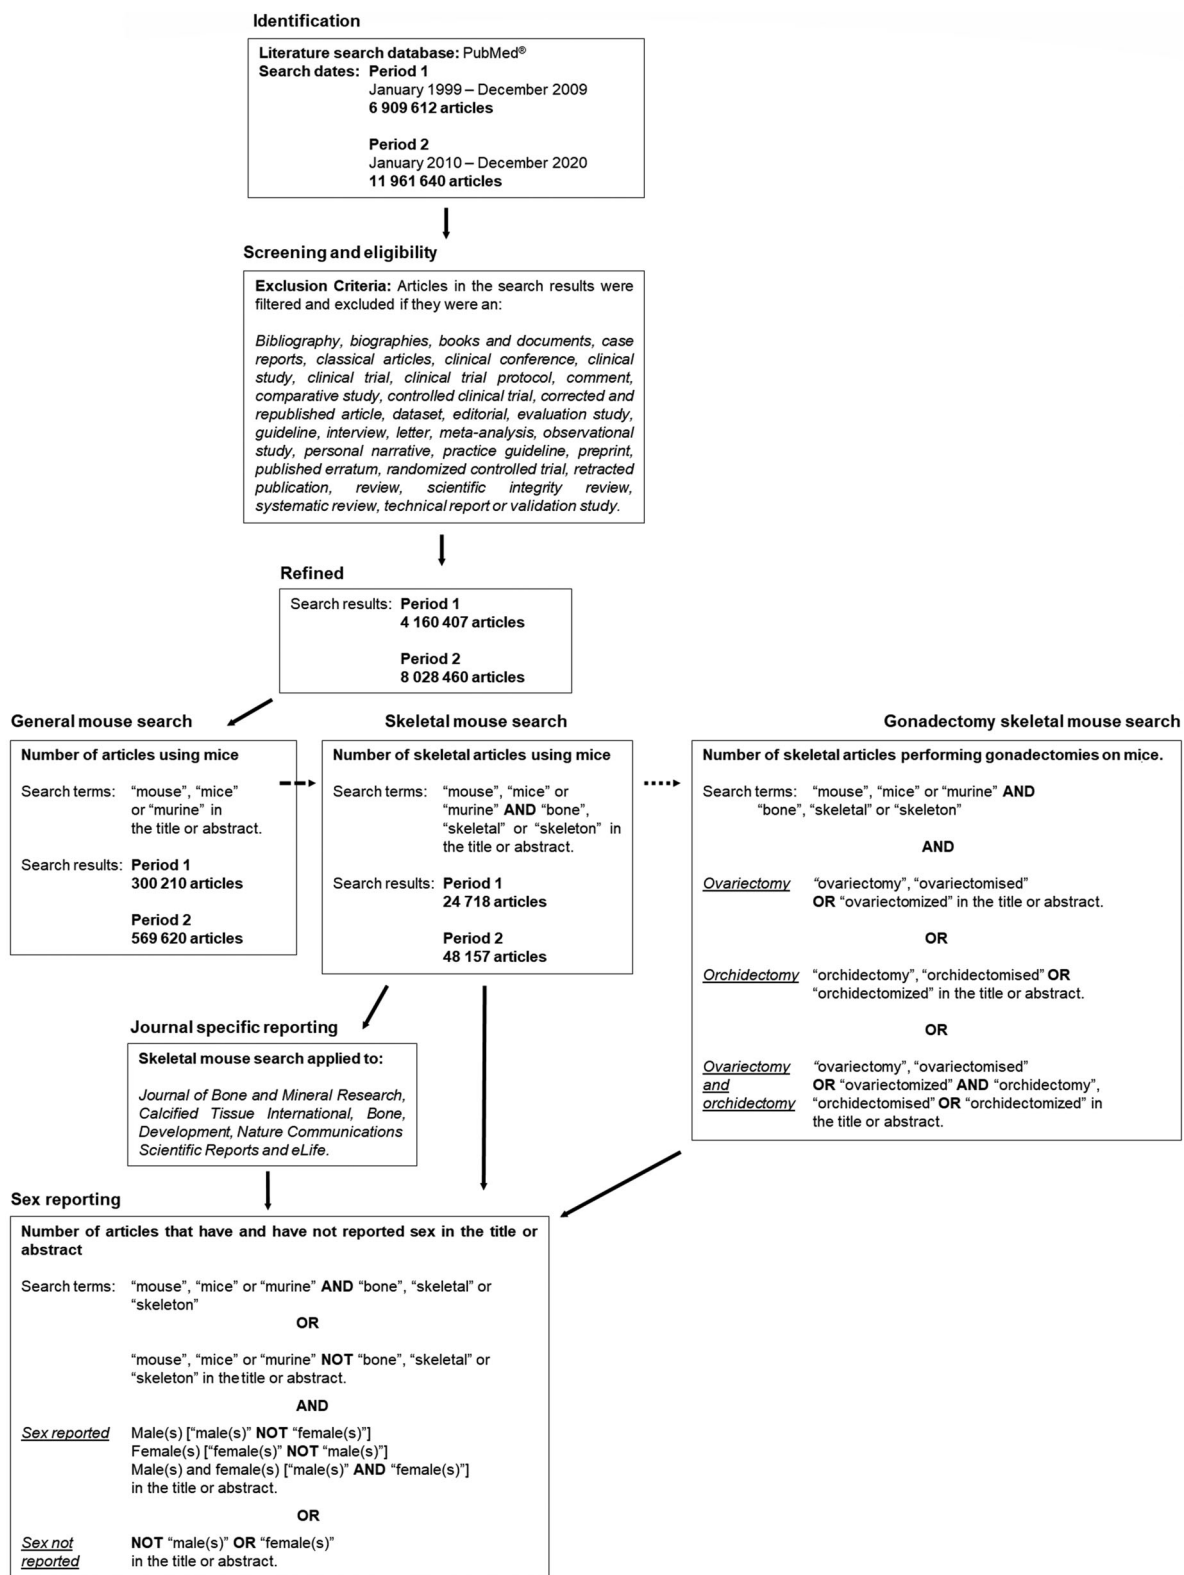 Identification
Literature search database: PubMed®
Search dates: Period 1
January 1999 – December 2009
6 909 612 articles
Period 2
January 2010 – December 2020
11 961 640 articles
Screening and eligibility
Exclusion Criteria: Articles in the search results were
filtered and excluded if they were an:
Bibliography, biographies, books and documents, case
reports, classical articles, clinical conference, clinical
study, clinical trial, clinical trial protocol, comment,
comparative study, controlled clinical trial, corrected and
republished article, dataset, editorial, evaluation study,
guideline, interview, letter, meta-analysis, observational
study, personal narrative, practice guideline, preprint,
published erratum, randomized controlled trial, retracted
publication, review, scientific integrity review,
systematic review, technical report or validation study.
Refined
Search results: Period 1
4 160 407 articles
Period 2
8 028 460 articles
General mouse search
Number of articles using mice
Search terms: “mouse”, “mice”
or “murine” in
the title or abstract.
Search results: Period 1
300 210 articles
Period 2
569 620 articles
Skeletal mouse search
Number of skeletal articles using mice
Search terms: “mouse”, “mice” or
“murine” AND “bone”,
“skeletal” or “skeleton” in
the title or abstract.
Search results: Period 1
24 718 articles
Period 2
48 157 articles
Gonadectomy skeletal mouse search
Number of skeletal articles performing gonadectomies on mice.
Search terms: “mouse”, “mice” or “murine” AND
“bone”, “skeletal” or “skeleton”
AND
Ovariectomy “ovariectomy”, “ovariectomised”
OR “ovariectomized” in the title or abstract.
OR
Orchidectomy “orchidectomy”, “orchidectomised” OR
“orchidectomized” in the title or abstract.
OR
Ovariectomy “ovariectomy”, “ovariectomised”
and OR “ovariectomized” AND “orchidectomy”,
orchidectomy “orchidectomised” OR “orchidectomized” in
the title or abstract.
Journal specific reporting
Skeletal mouse search applied to:
Journal of Bone and Mineral Research,
Calcified Tissue International, Bone,
Development, Nature Communications
Scientific Reports and eLife.
Sex reporting
Number of articles that have and have not reported sex in the title or
abstract
Search terms: “mouse”, “mice” or “murine” AND “bone”, “skeletal” or
“skeleton”
OR
“mouse”, “mice” or “murine” NOT “bone”, “skeletal” or
“skeleton” in the title or abstract.
AND
Sex reported Male(s) [“male(s)” NOT “female(s)”]
Female(s) [“female(s)” NOT “male(s)”]
Male(s) and female(s) [“male(s)” AND “female(s)”]
in the title or abstract.
OR
Sex not NOT “male(s)” OR “female(s)”
reported in the title or abstract.